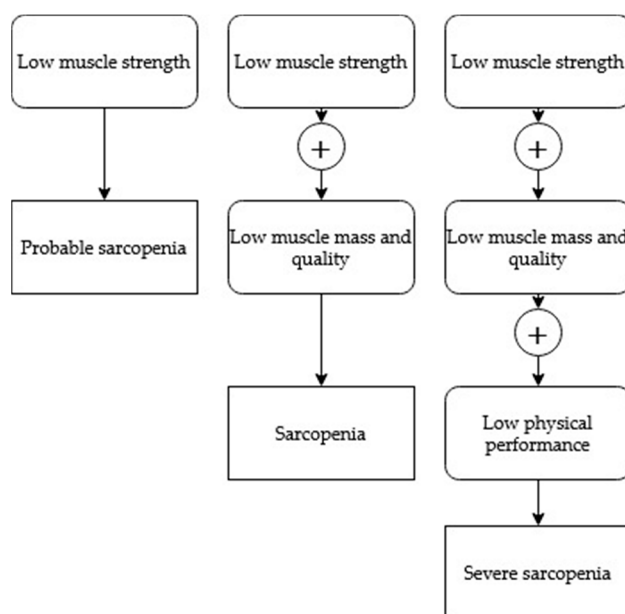 Low muscle strength
Low muscle strength
Low muscle strength
+
+
Probable sarcopenia
Low muscle mass and
quality
Low muscle mass and
quality
+
Sarcopenia
Low physical
performance
Severe sarcopenia